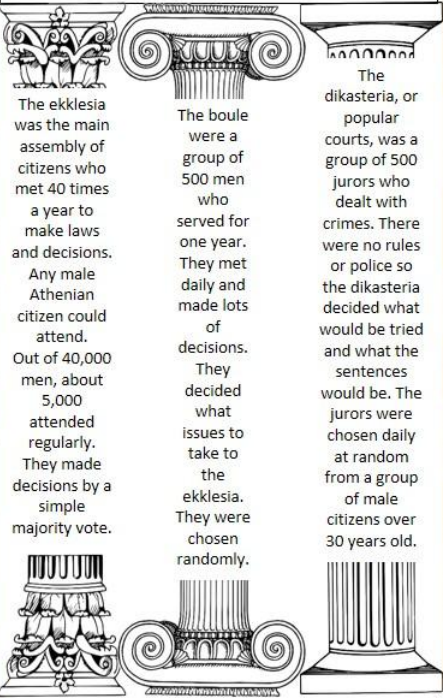 The ekklesia
was the main
assembly of
citizens who
met 40 times
a year to
make laws
and decisions.
Any male
Athenian
citizen could
attend.
Out of 40,000
men, about
5,000
attended
regularly.
They made
decisions by a
simple
majority vote.
The boule
were a
group of
500 men
who
served for
one year.
They met
daily and
made lots
of
decisions.
They
decided
what
issues to
take to
the
ekklesia.
They were
chosen
randomly.
The
dikasteria, or
popular
courts, was a
group of 500
jurors who
dealt with
crimes. There
were no rules
or police so
the dikasteria
decided what
would be tried
and what the
sentences
would be. The
jurors were
chosen daily
at random
from a group
of male
citizens over
30 years old.